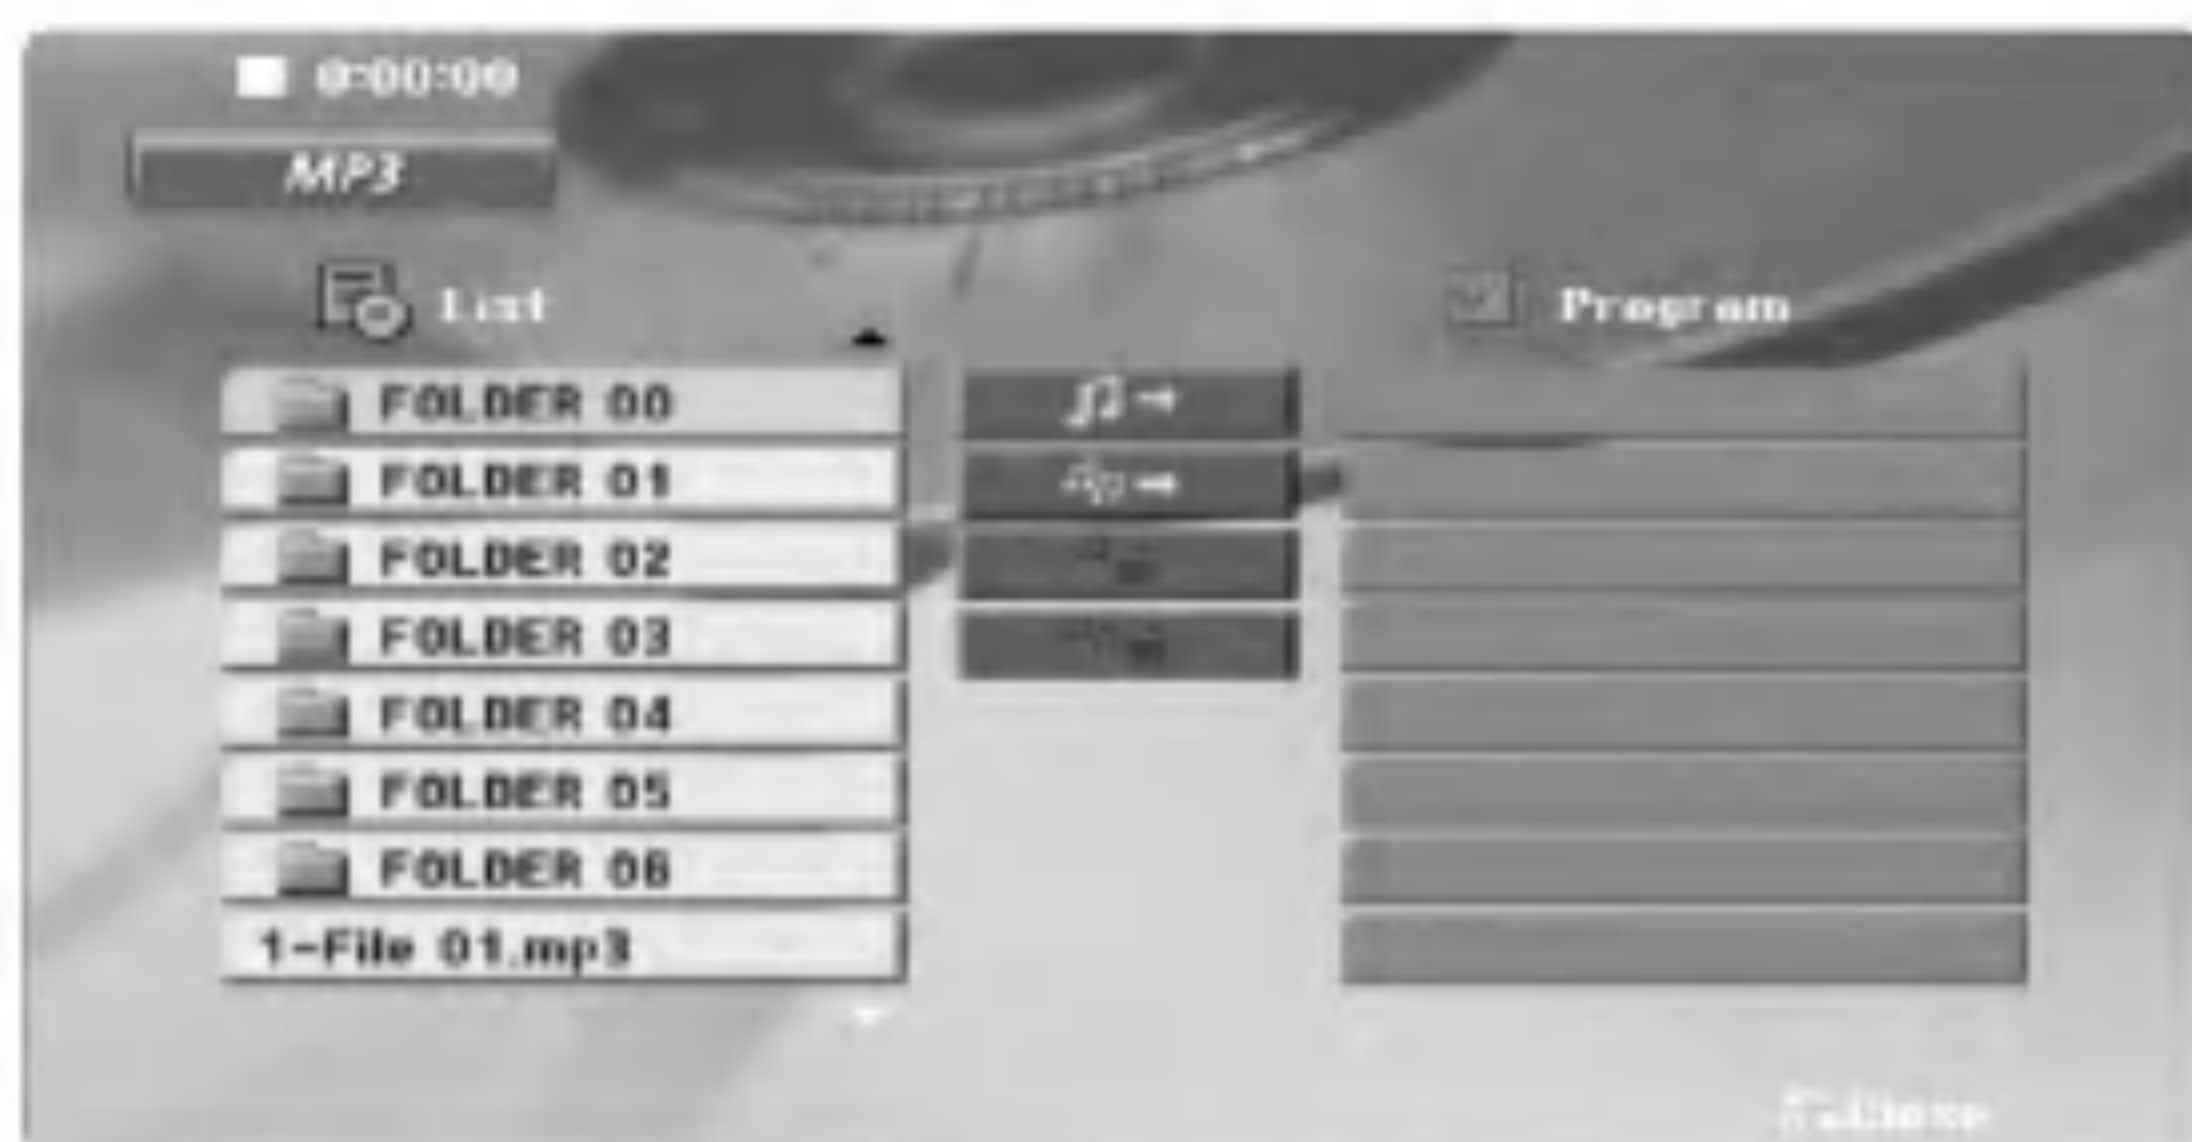 0:00:00
MP3
List
Program
FOLDER 00
FOLDER 01
FOLDER 02
FOLDER 03
FOLDER 04
FOLDER 05
FOLDER 06
1-File 01.mp3